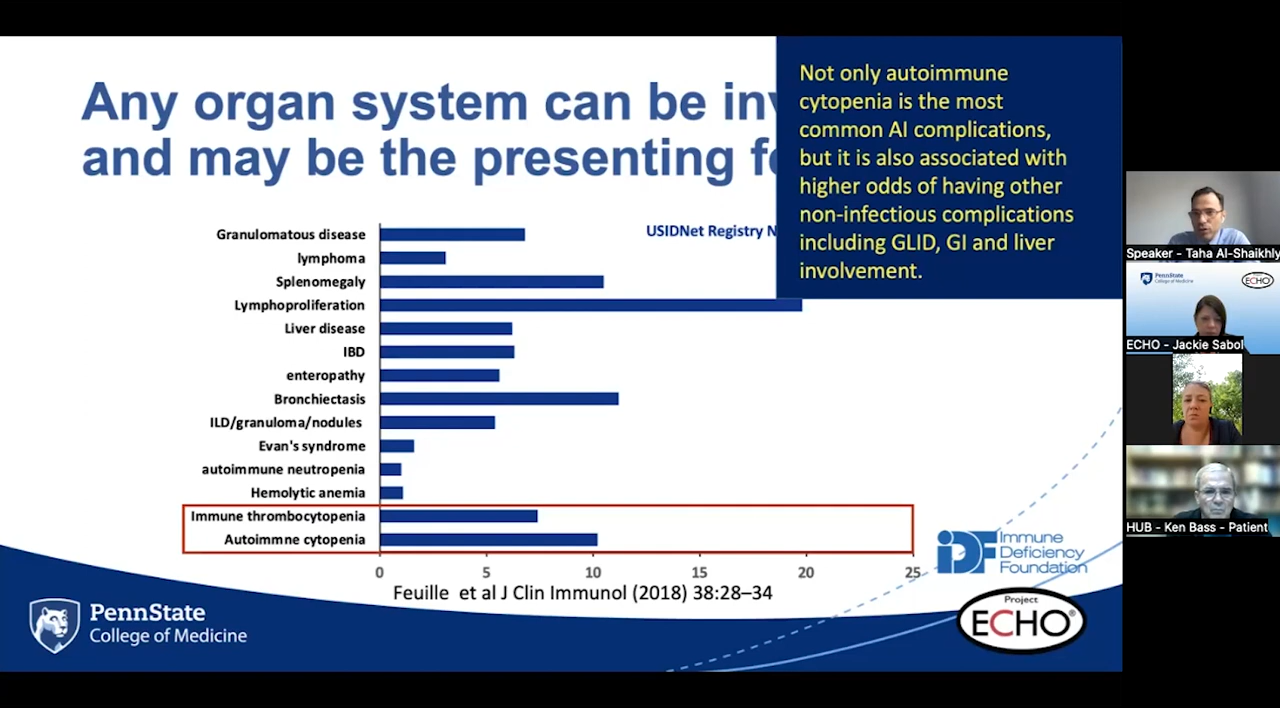 Any organ system can be inv
and may be the presenting fe
Not only autoimmune
cytopenia is the most
common AI complications,
but it is also associated with
higher odds of having other
non-infectious complications
including GLID, GI and liver
involvement.
USIDNet Registry N
Granulomatous disease
lymphoma
Splenomegaly
Lymphoproliferation
Liver disease
IBD
enteropathy
Bronchiectasis
ILD/granuloma/nodules
Evan's syndrome
autoimmune neutropenia
Hemolytic anemia
Immune thrombocytopenia
Autoimmne cytopenia
0 5 10 15 20 25
Feuille et al J Clin Immunol (2018) 38:28–34
PennState
College of Medicine
IDF Immune
Deficiency
Foundation
Project
ECHO®
Speaker - Taha Al-Shaikhly
PennState
College of Medicine
ECHO
ECHO - Jackie Sabol
HUB - Ken Bass - Patient